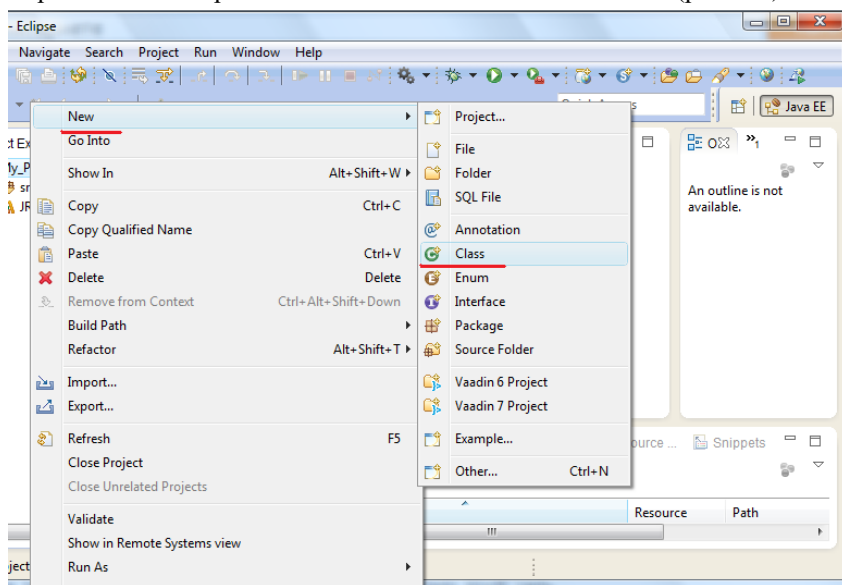 - Eclipse
Navigate Search Project Run Window Help
Java EE
New
Go Into
Show In Alt+Shift+W
Copy Ctrl+C
Copy Qualified Name
Paste Ctrl+V
Delete Delete
Remove from Context Ctrl+Alt+Shift+Down
Build Path
Refactor Alt+Shift+T
Import...
Export...
Refresh F5
Close Project
Close Unrelated Projects
Validate
Show in Remote Systems view
Run As
Project...
File
Folder
SQL File
Annotation
Class
Enum
Interface
Package
Source Folder
Vaadin 6 Project
Vaadin 7 Project
Example...
Other... Ctrl+N
An outline is not
available.
Snippets
Resource Path